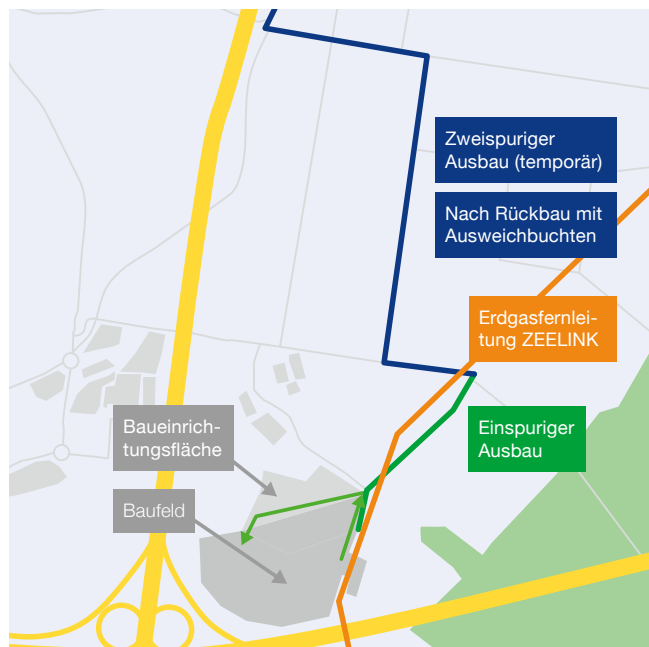 Zweispuriger
Ausbau (temporär)
Nach Rückbau mit
Ausweichbuchten
Erdgasfernlei-
tung ZEELINK
Einspuriger
Ausbau
Baueinrich-
tungsfläche
Baufeld